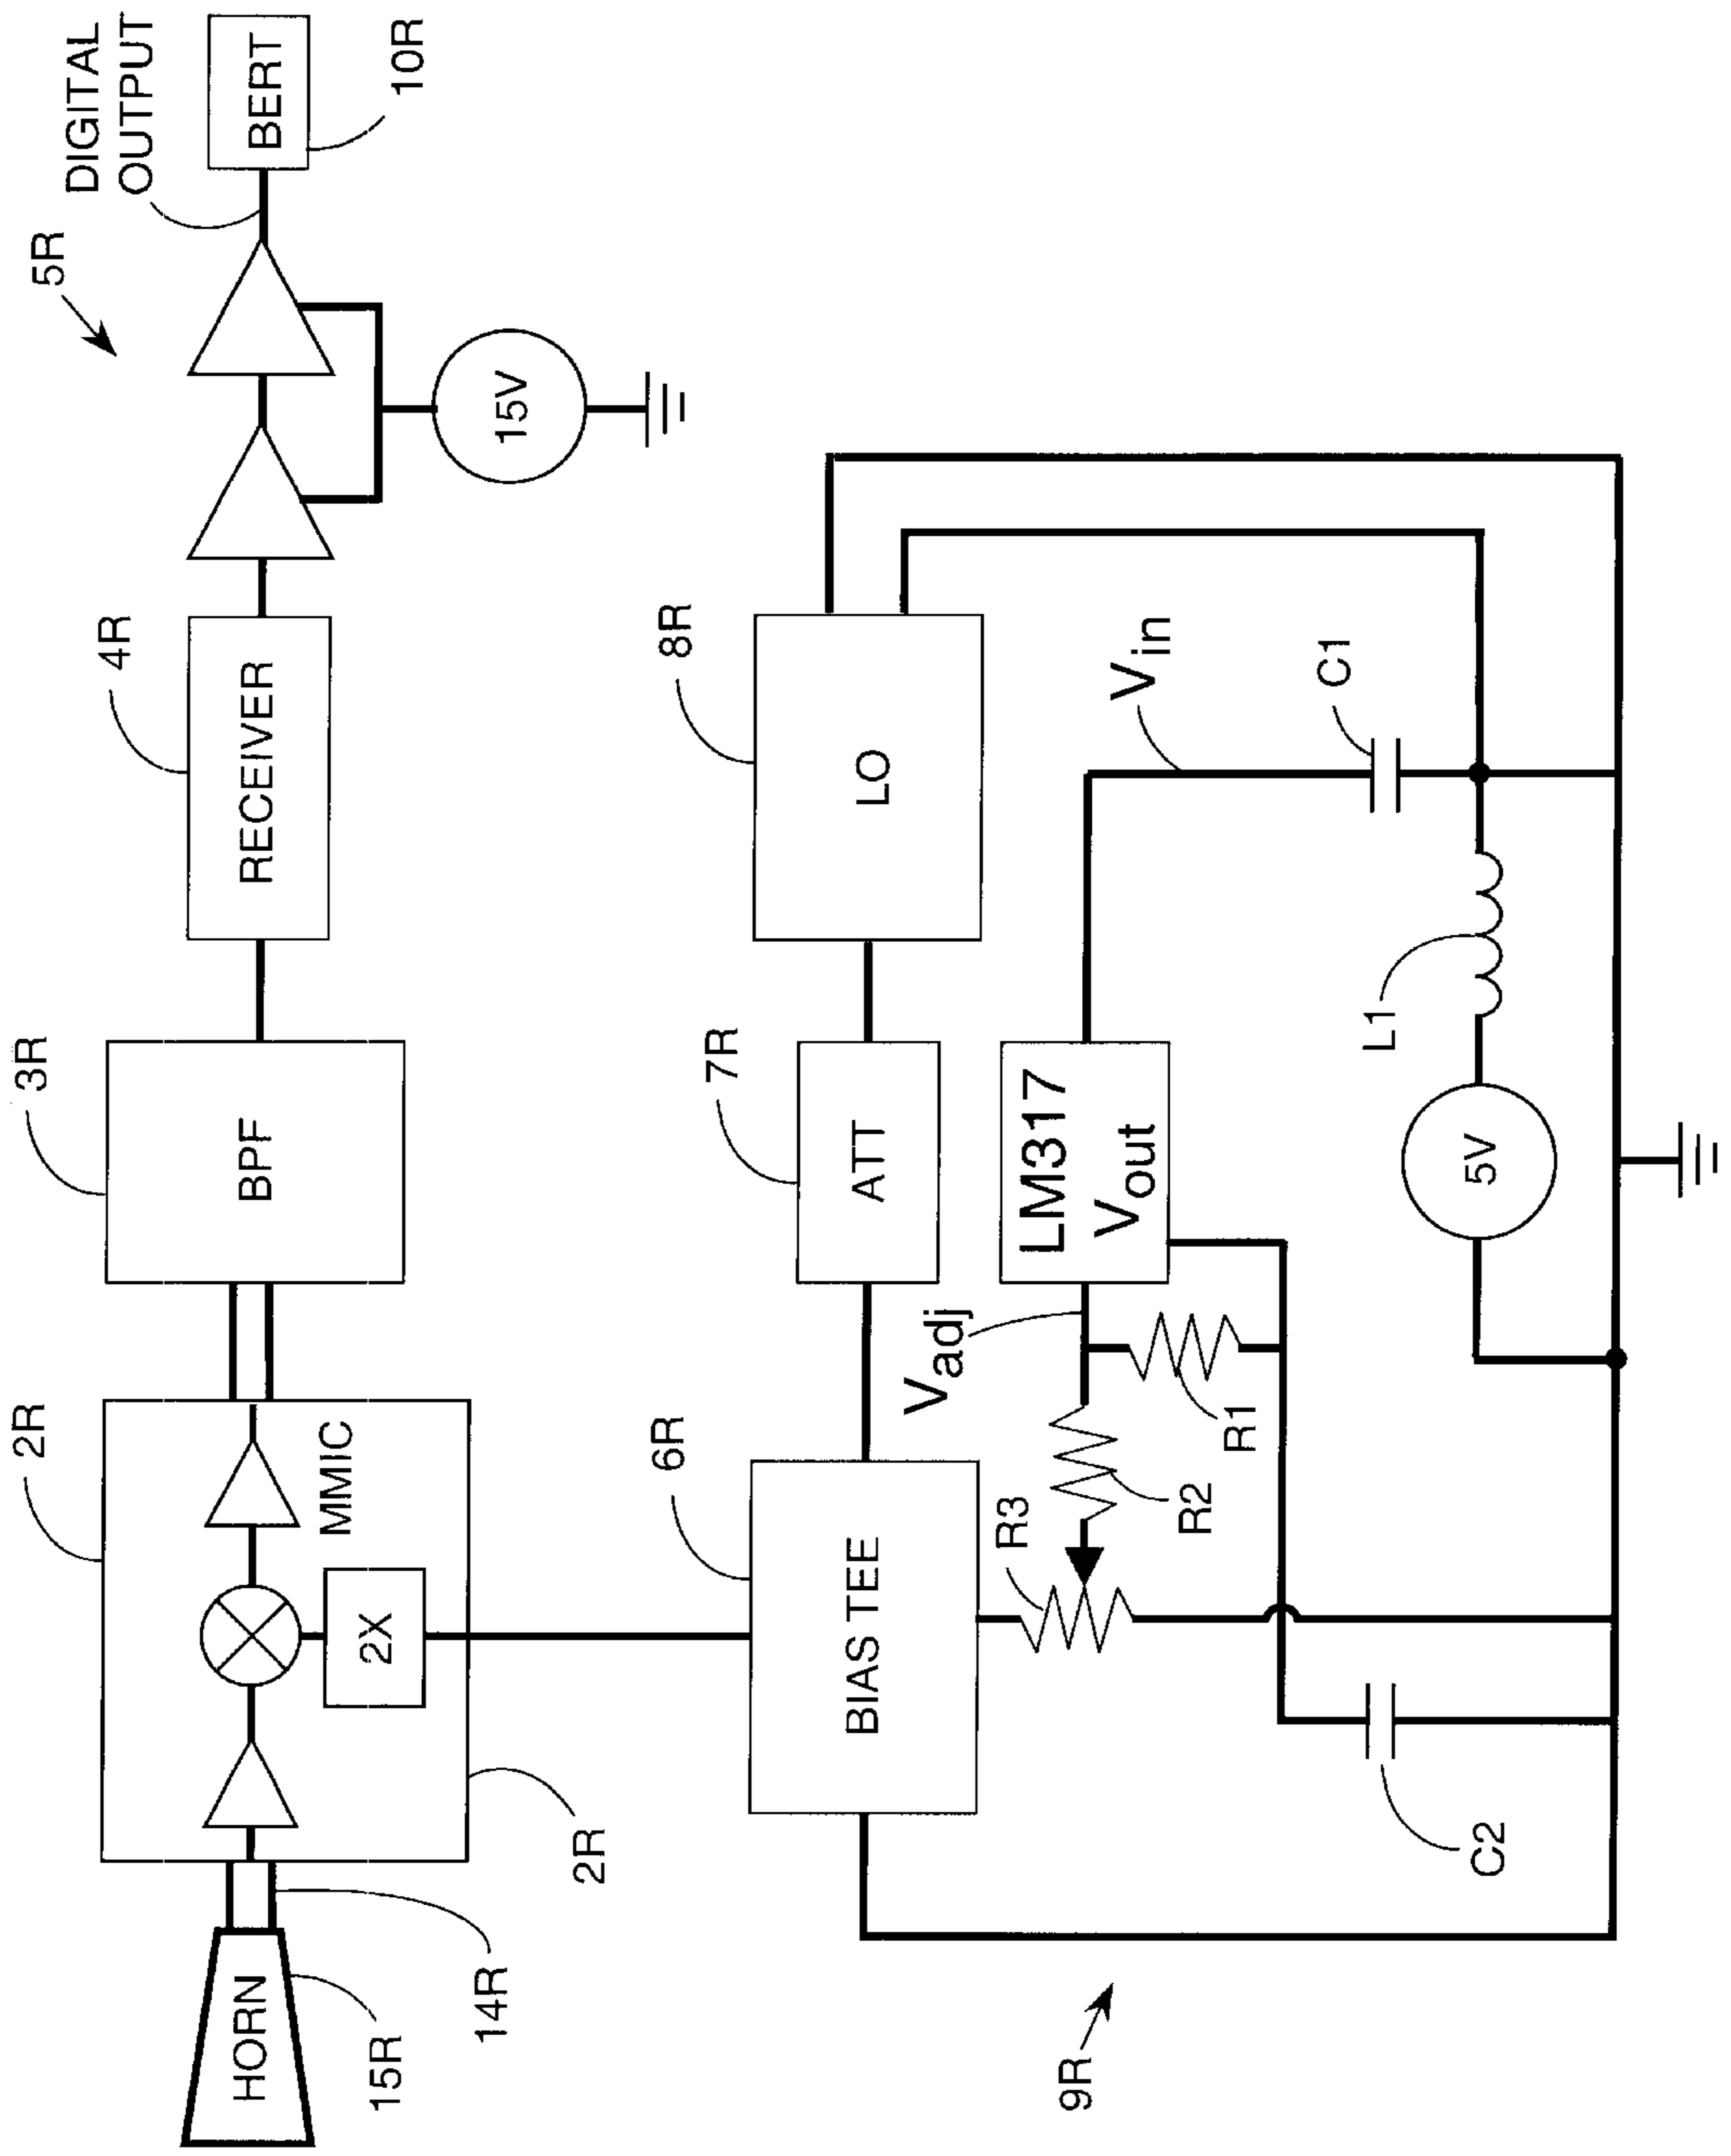 DIGITAL
OUTPUT
5R
BERT
10R
15V
4R
RECEIVER
3R
BPF
2R
MMIC
2X
2R
HORN
15R
14R
8R
LO
7R
ATT
6R
BIAS TEE
Vin
C1
L1
LM317
Vout
Vadj
5V
R1
R2
R3
C2
9R